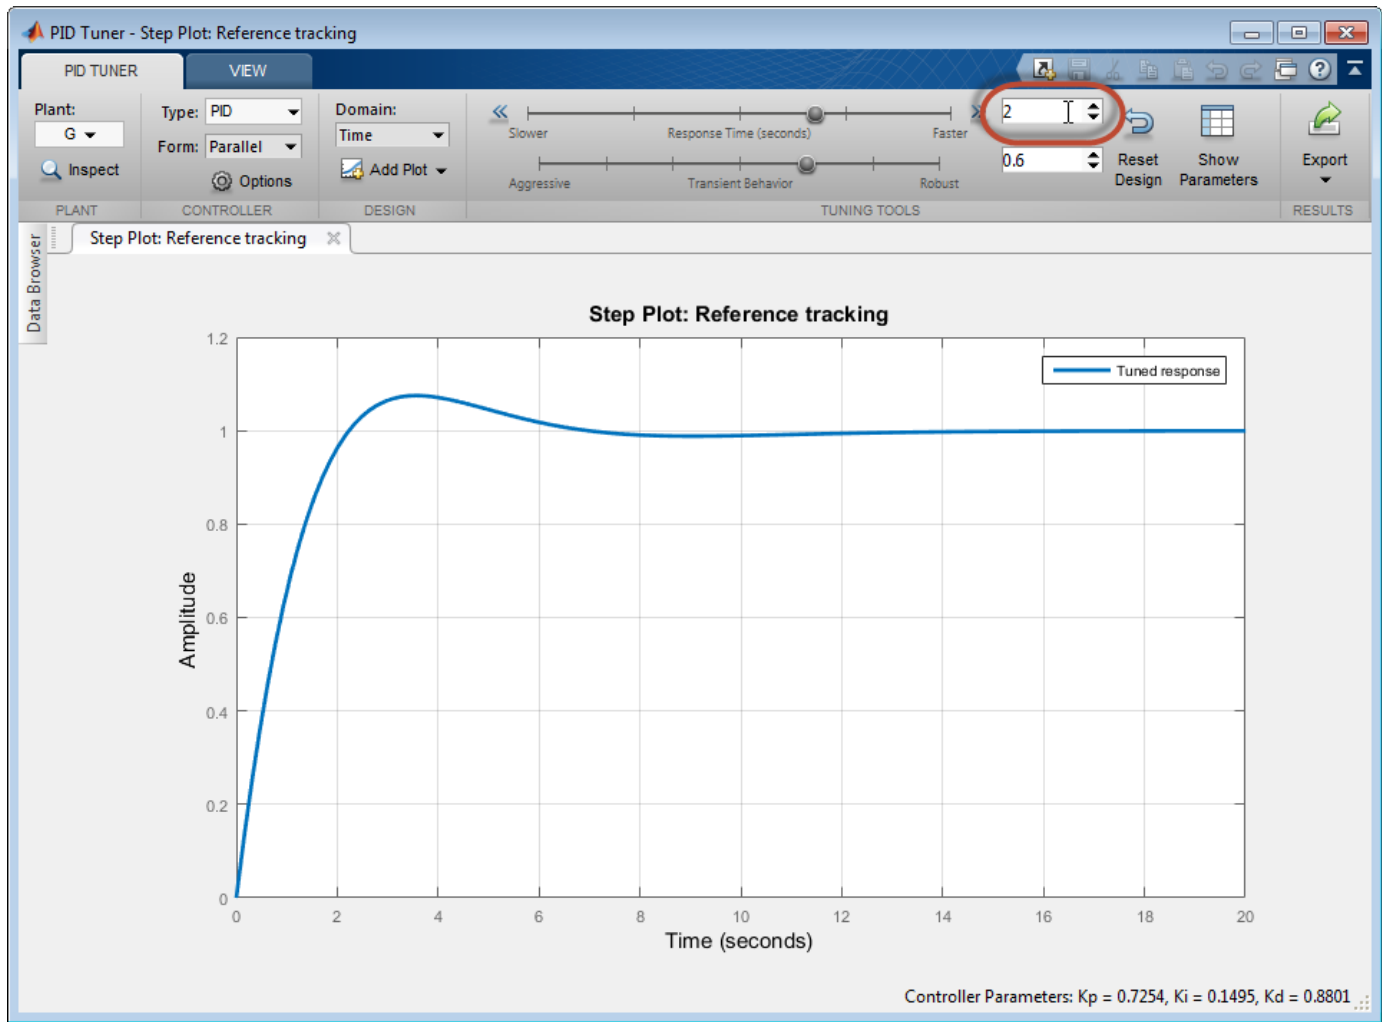 PID Tuner - Step Plot: Reference tracking
PID TUNER VIEW
Plant: Type: PID Domain: 2
G Time Slower Response Time (seconds) Faster
Form: Parallel
Inspect Add Plot 0.6 Reset Show Export
Options Aggressive Transient Behavior Robust Design Parameters
PLANT CONTROLLER DESIGN TUNING TOOLS RESULTS
Step Plot: Reference tracking
Data Browser
Step Plot: Reference tracking
1.2
Tuned response
1
0.8
0.6
0.4
0.2
0
Amplitude
0 2 4 6 8 10 12 14 16 18 20
Time (seconds)
Controller Parameters: Kp = 0.7254, Ki = 0.1495, Kd = 0.8801